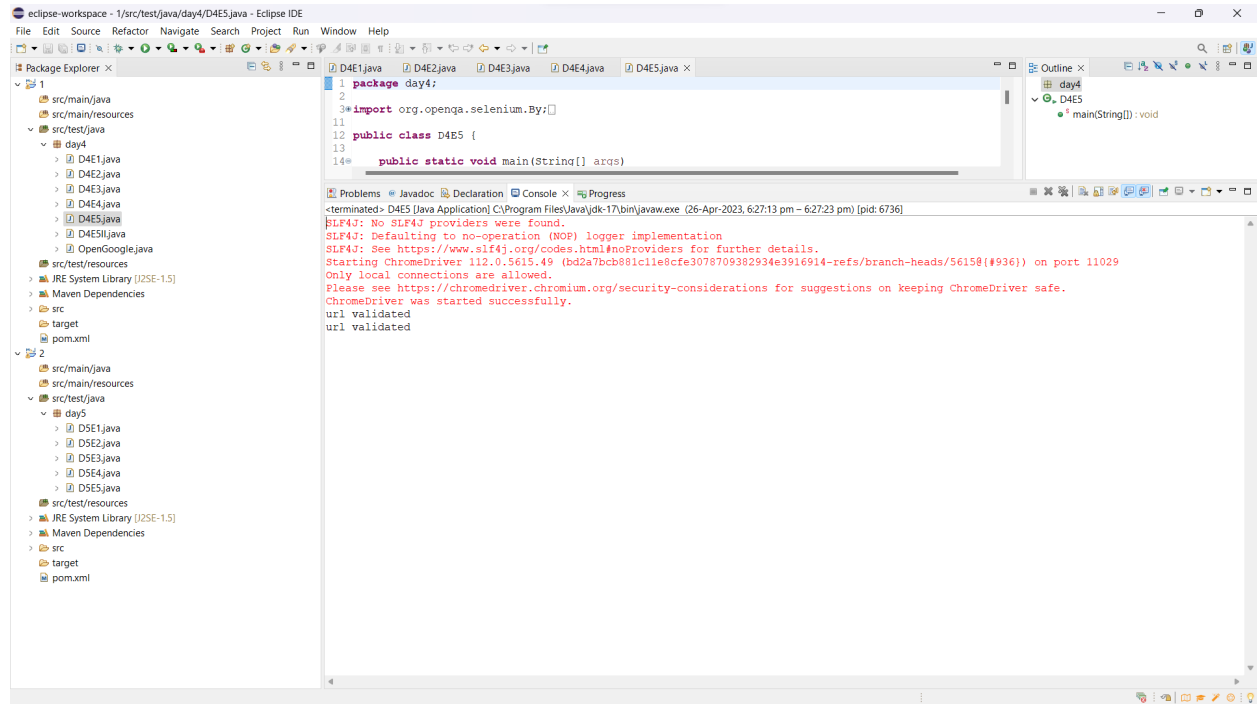 eclipse-workspace - 1/src/test/java/day4/D4E5.java - Eclipse IDE
File Edit Source Refactor Navigate Search Project Run Window Help
Package Explorer
1
src/main/java
src/main/resources
src/test/java
day4
D4E1.java
D4E2.java
D4E3.java
D4E4.java
D4E5.java
D4E5II.java
OpenGoogle.java
src/test/resources
JRE System Library [J2SE-1.5]
Maven Dependencies
src
target
pom.xml
2
src/main/java
src/main/resources
src/test/java
day5
D5E1.java
D5E2.java
D5E3.java
D5E4.java
D5E5.java
src/test/resources
JRE System Library [J2SE-1.5]
Maven Dependencies
src
target
pom.xml
D4E1.java D4E2.java D4E3.java D4E4.java D4E5.java
1 package day4;
2
3 import org.openqa.selenium.By;
11
12 public class D4E5 {
13
14 public static void main(String[] args)
Outline
day4
D4E5
main(String[]) : void
Problems Javadoc Declaration Console Progress
<terminated> D4E5 [Java Application] C:\Program Files\Java\jdk-17\bin\javaw.exe (26-Apr-2023, 6:27:13 pm – 6:27:23 pm) [pid: 6736]
SLF4J: No SLF4J providers were found.
SLF4J: Defaulting to no-operation (NOP) logger implementation
SLF4J: See https://www.slf4j.org/codes.html#noProviders for further details.
Starting ChromeDriver 112.0.5615.49 (bd2a7bcb881c11e8cfe3078709382934e3916914-refs/branch-heads/5615@{#936}) on port 11029
Only local connections are allowed.
Please see https://chromedriver.chromium.org/security-considerations for suggestions on keeping ChromeDriver safe.
ChromeDriver was started successfully.
url validated
url validated